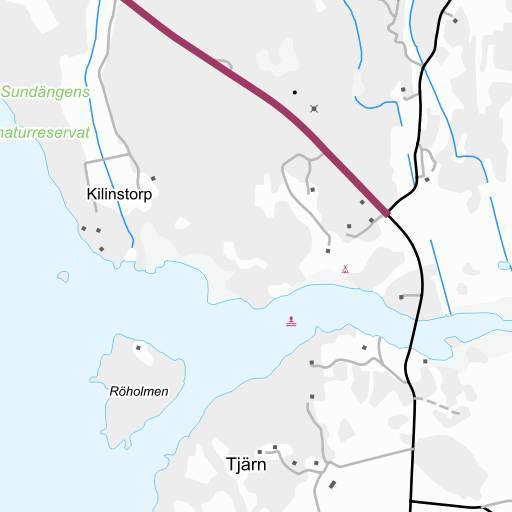 Sundängens
naturreservat
Kilinstorp
Röholmen
Tjärn